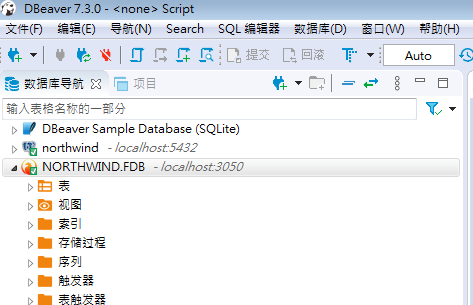 DBeaver 7.3.0 - <none> Script
文件(F) 编辑(E) 导航(N) Search SQL 编辑器 数据库(D) 窗口(W) 帮助(H)
提交 回滚 Auto
数据库导航 项目
输入表格名称的一部分
DBeaver Sample Database (SQLite)
northwind - localhost:5432
NORTHWIND.FDB - localhost:3050
表
视图
索引
存储过程
序列
触发器
表触发器